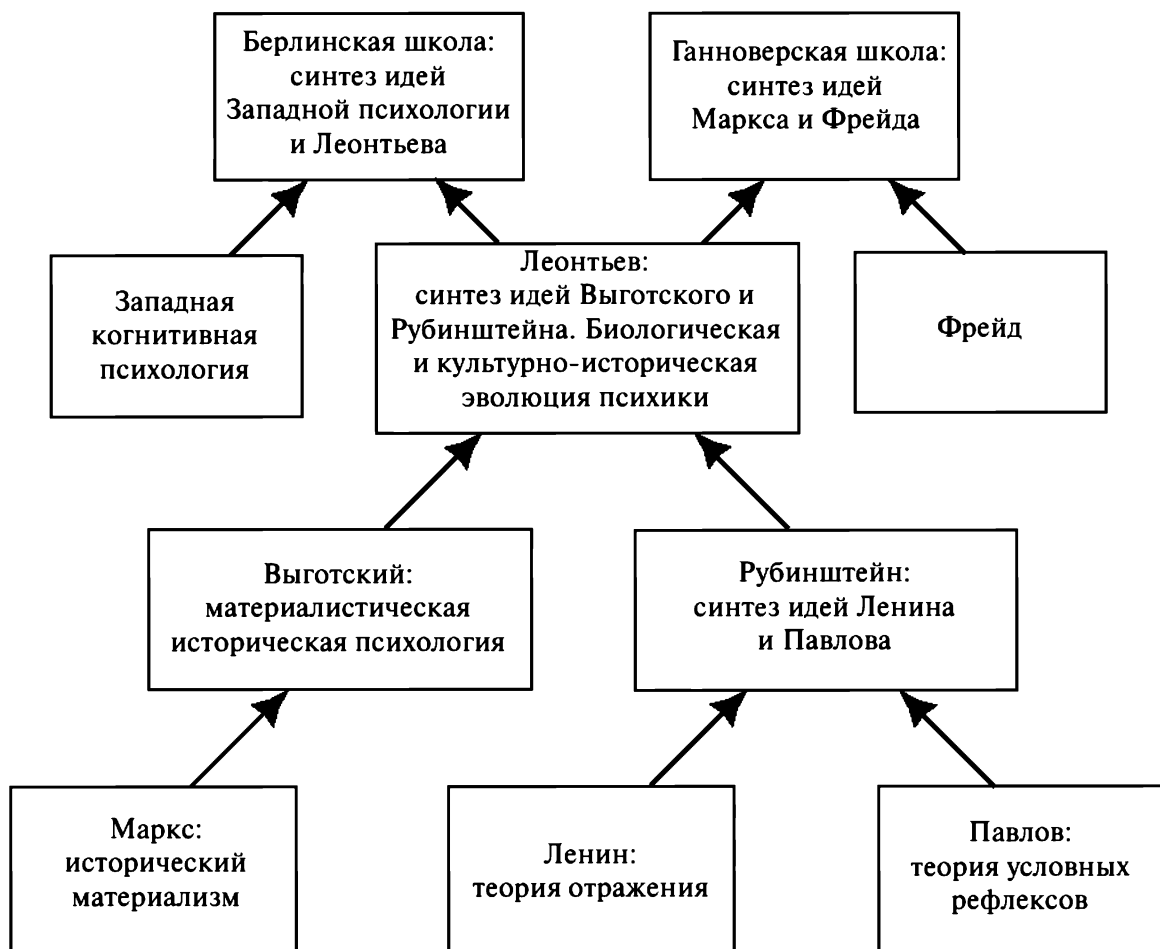 Берлинская школа:
синтез идей
Западной психологии
и Леонтьева
Ганноверская школа:
синтез идей
Маркса и Фрейда
Западная
когнитивная
психология
Леонтьев:
синтез идей Выготского и
Рубинштейна. Биологическая
и культурно-историческая
эволюция психики
Фрейд
Выготский:
материалистическая
историческая психология
Рубинштейн:
синтез идей Ленина
и Павлова
Маркс:
исторический
материализм
Ленин:
теория отражения
Павлов:
теория условных
рефлексов